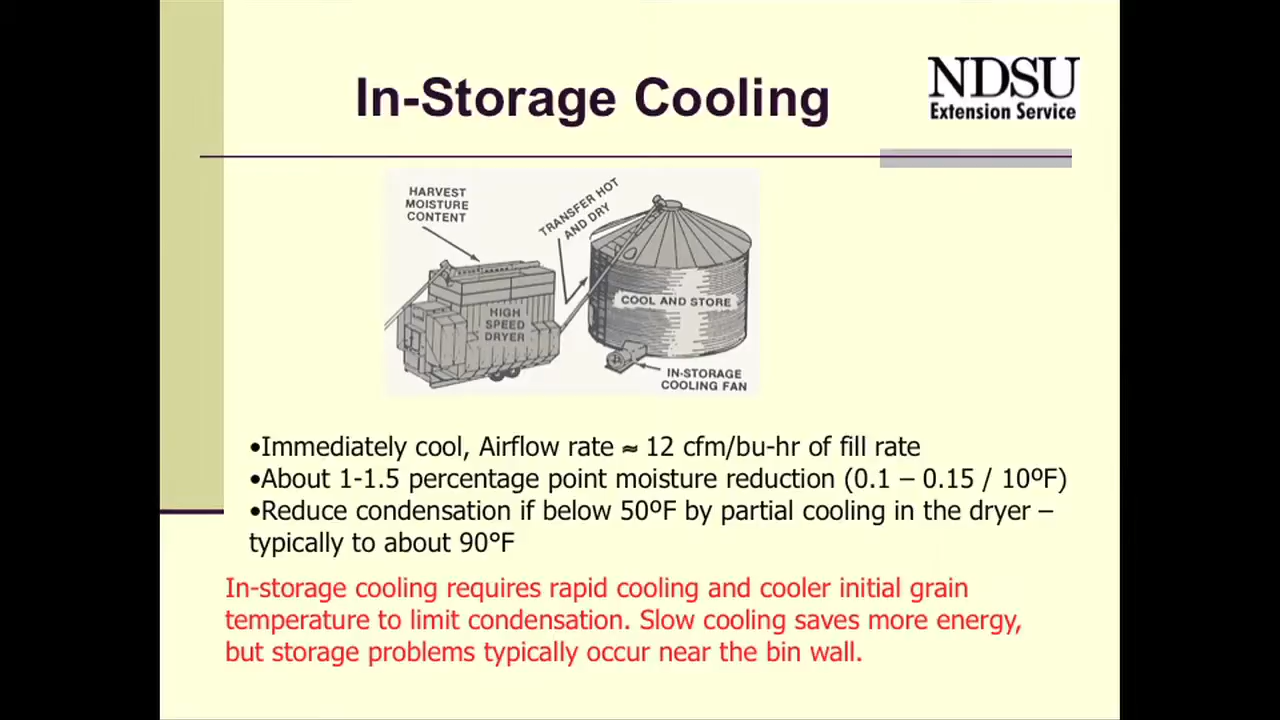 In-Storage Cooling
NDSU
Extension Service
HARVEST
MOISTURE
CONTENT
TRANSFER HOT
AND DRY
HIGH
SPEED
DRYER
COOL AND STORE
IN-STORAGE
COOLING FAN
•Immediately cool, Airflow rate ≈ 12 cfm/bu-hr of fill rate
•About 1-1.5 percentage point moisture reduction (0.1 – 0.15 / 10ºF)
•Reduce condensation if below 50ºF by partial cooling in the dryer –
typically to about 90°F
In-storage cooling requires rapid cooling and cooler initial grain
temperature to limit condensation. Slow cooling saves more energy,
but storage problems typically occur near the bin wall.